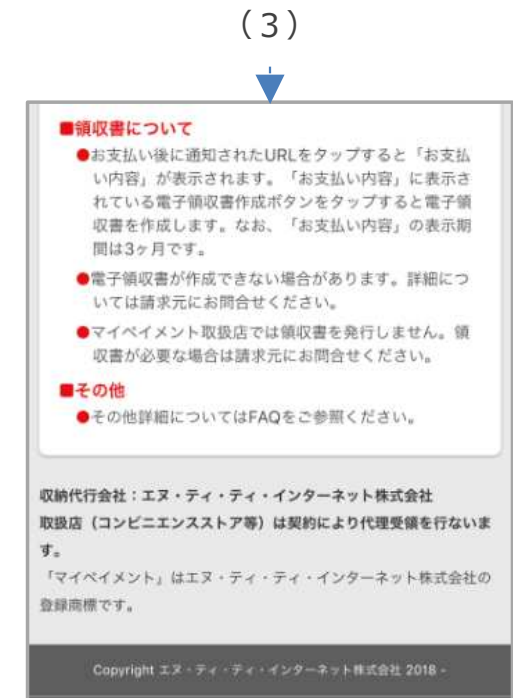 （３）
■領収書について
●お支払い後に通知されたURLをタップすると「お支払
い内容」が表示されます。「お支払い内容」に表示さ
れている電子領収書作成ボタンをタップすると電子領
収書を作成します。なお、「お支払い内容」の表示期
間は3ヶ月です。
●電子領収書が作成できない場合があります。詳細につ
いては請求元にお問合せください。
●マイペイメント取扱店では領収書を発行しません。領
収書が必要な場合は請求元にお問合せください。
■その他
●その他詳細についてはFAQをご参照ください。
収納代行会社：エヌ・ティ・ティ・インターネット株式会社
取扱店（コンビニエンスストア等）は契約により代理受領を行ないま
す。
「マイペイメント」はエヌ・ティ・ティ・インターネット株式会社の
登録商標です。
Copyright エヌ・ティ・ティ・インターネット株式会社 2018 -